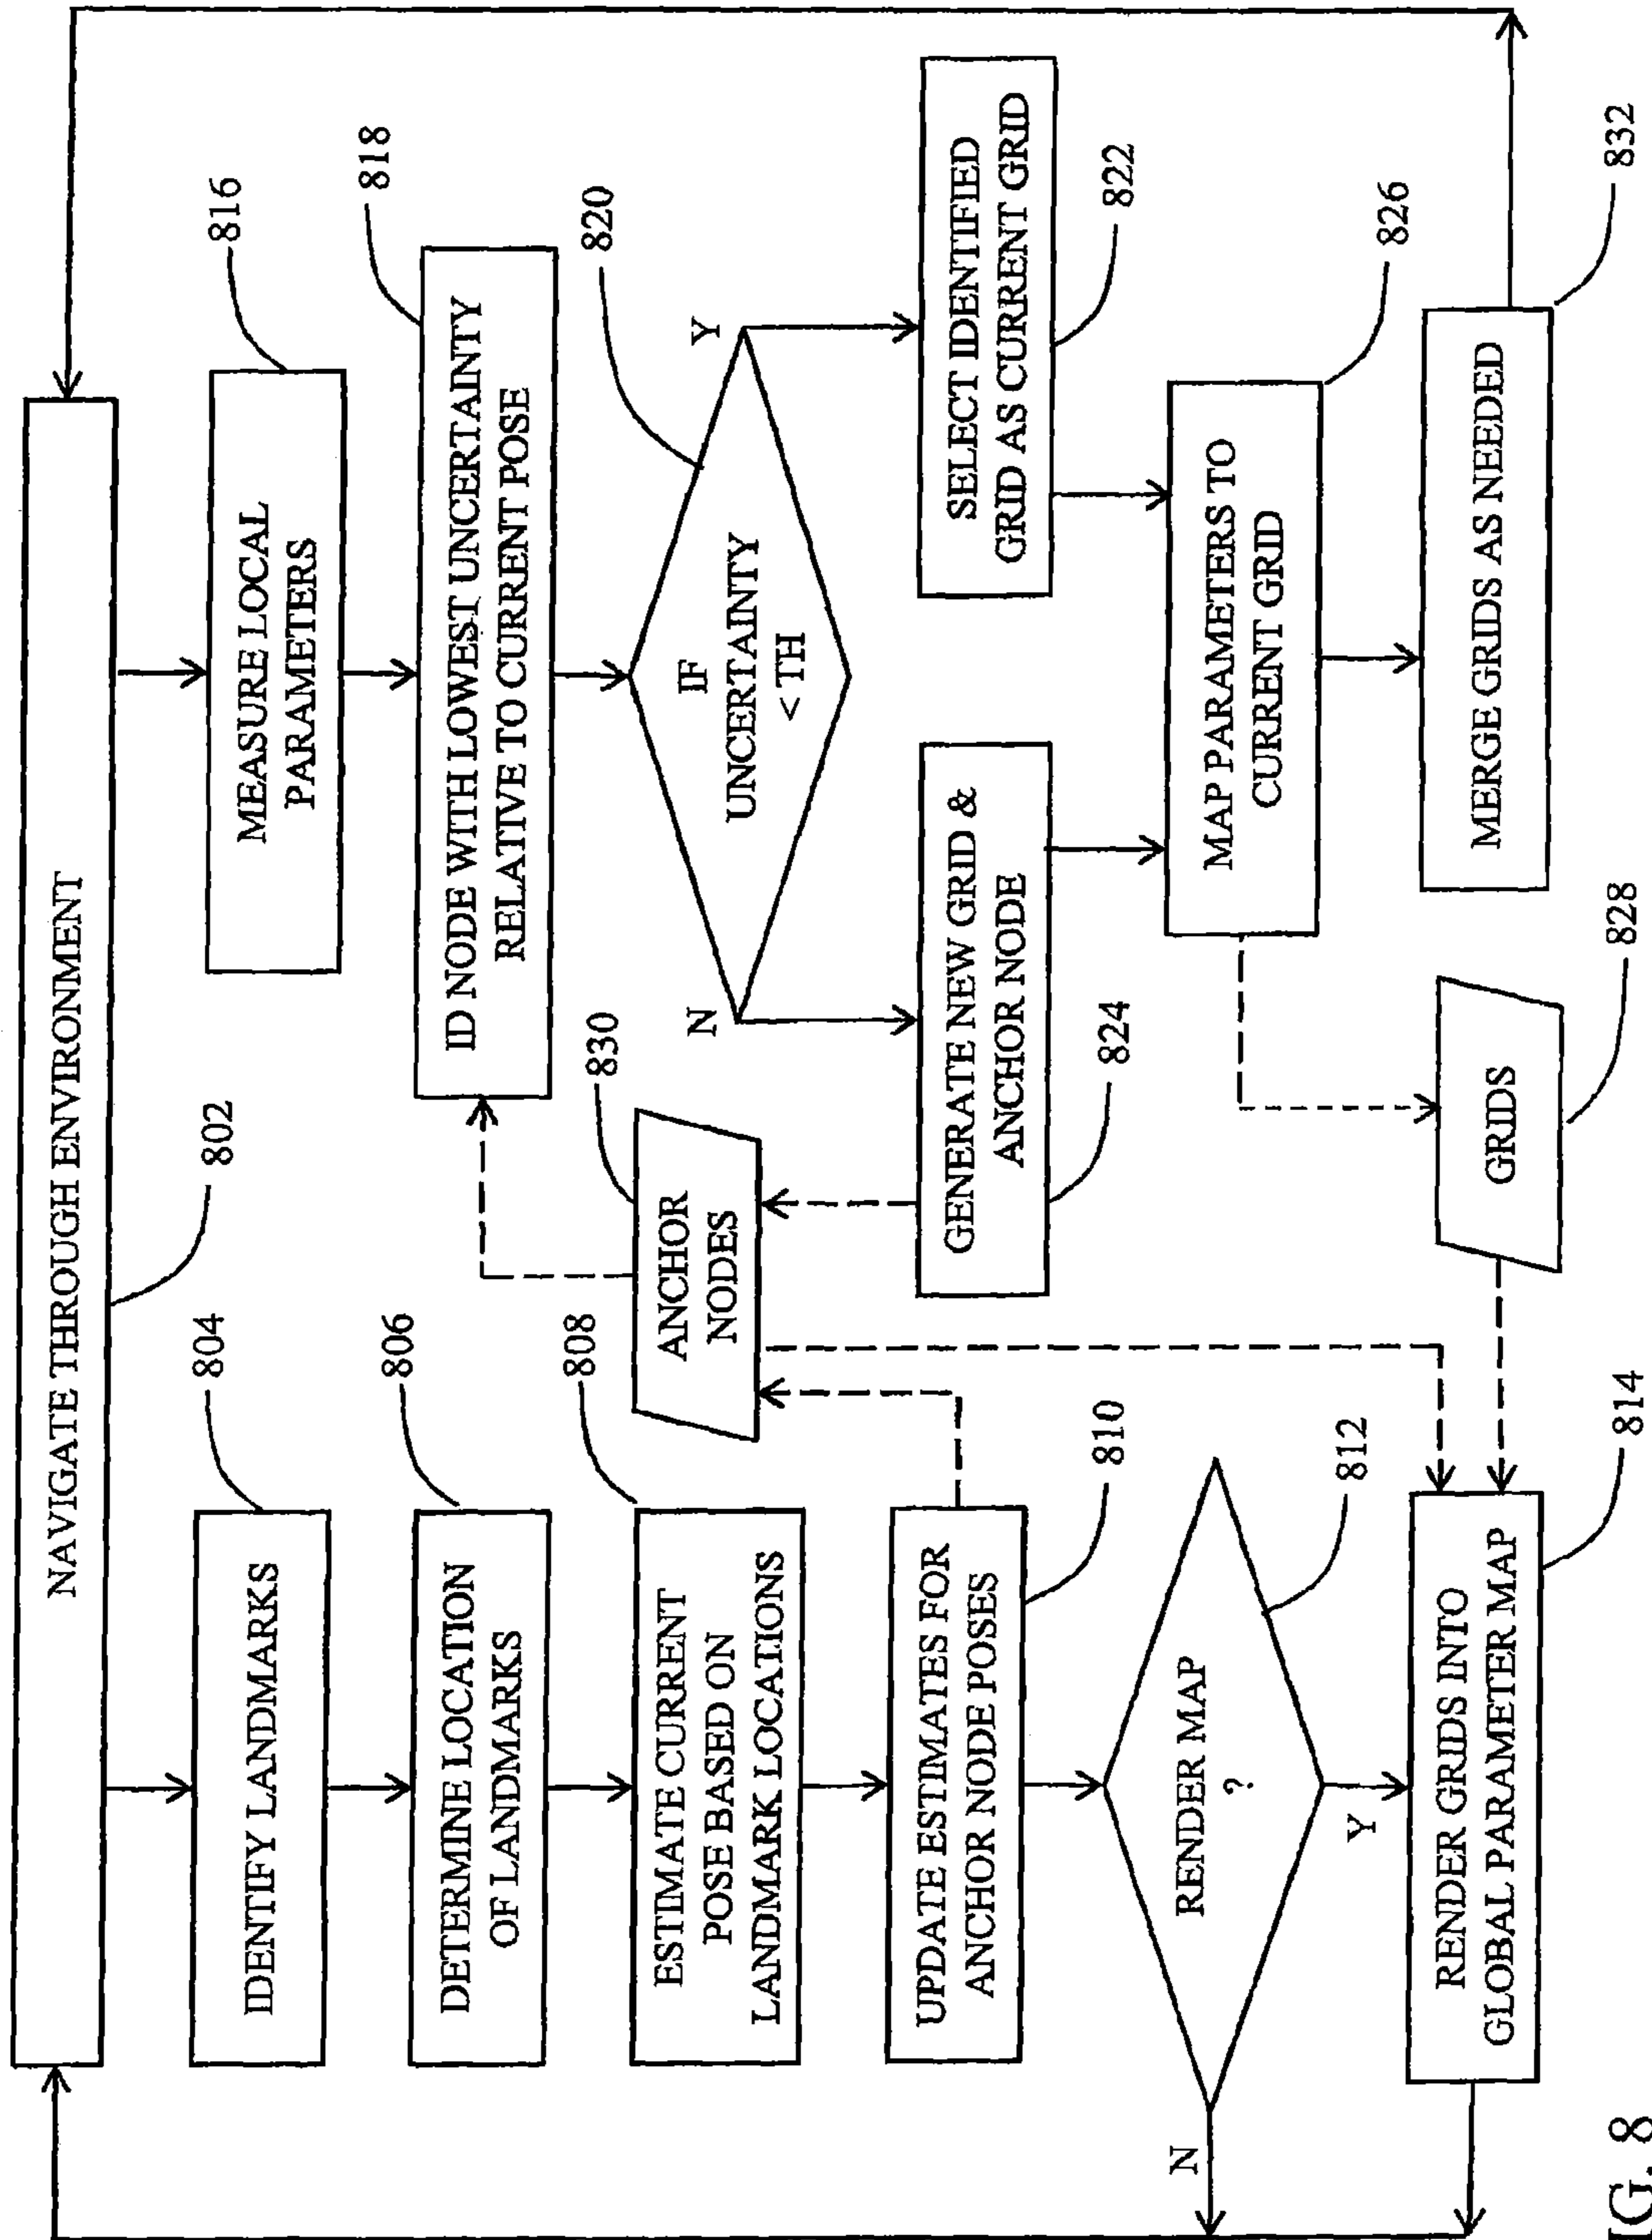 NAVIGATE THROUGH ENVIRONMENT
802
IDENTIFY LANDMARKS
804
DETERMINE LOCATION
OF LANDMARKS
806
ESTIMATE CURRENT
POSE BASED ON
LANDMARK LOCATIONS
808
UPDATE ESTIMATES FOR
ANCHOR NODE POSES
810
RENDER MAP
?
812
N
Y
RENDER GRIDS INTO
GLOBAL PARAMETER MAP
814
MEASURE LOCAL
PARAMETERS
816
ID NODE WITH LOWEST UNCERTAINTY
RELATIVE TO CURRENT POSE
818
ANCHOR
NODES
830
IF
UNCERTAINTY
< TH
820
N
Y
GENERATE NEW GRID &
ANCHOR NODE
824
SELECT IDENTIFIED
GRID AS CURRENT GRID
822
MAP PARAMETERS TO
CURRENT GRID
826
GRIDS
828
MERGE GRIDS AS NEEDED
832
IG. 8